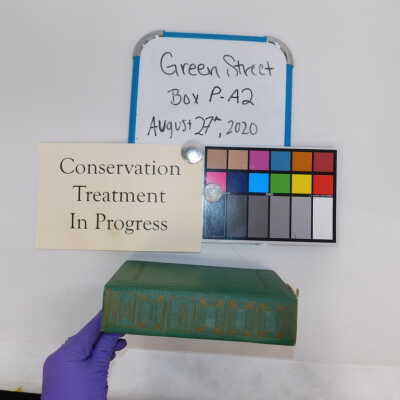 Green Street
Box P-A2
August 27th, 2020
Conservation
Treatment
In Progress